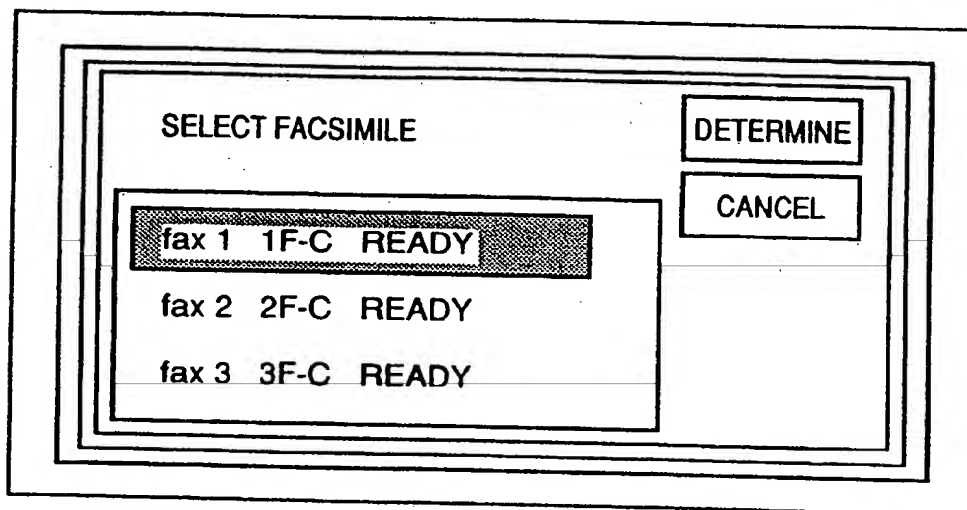 SELECT FACSIMILE
DETERMINE
CANCEL
fax 1 1F-C READY
fax 2 2F-C READY
fax 3 3F-C READY